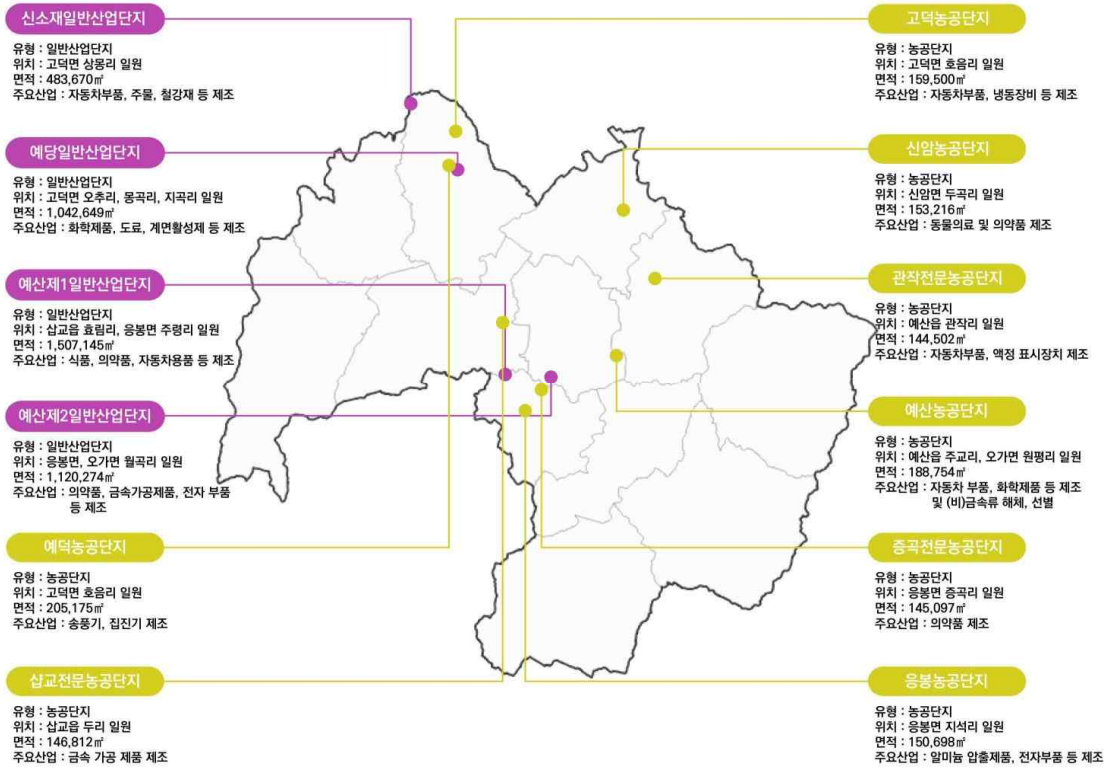 신소재일반산업단지
유형 : 일반산업단지
위치 : 고덕면 상몽리 일원
면적 : 483,670㎡
주요산업 : 자동차부품, 주물, 철강재 등 제조
예당일반산업단지
유형 : 일반산업단지
위치 : 고덕면 오추리, 몽곡리, 지곡리 일원
면적 : 1,042,649㎡
주요산업 : 화학제품, 도료, 계면활성제 등 제조
예산제1일반산업단지
유형 : 일반산업단지
위치 : 삽교읍 효림리, 응봉면 주령리 일원
면적 : 1,507,145㎡
주요산업 : 식품, 의약품, 자동차용품 등 제조
예산제2일반산업단지
유형 : 일반산업단지
위치 : 응봉면, 오가면 월곡리 일원
면적 : 1,120,274㎡
주요산업 : 의약품, 금속가공제품, 전자 부품
등 제조
예덕농공단지
유형 : 농공단지
위치 : 고덕면 호음리 일원
면적 : 205,175㎡
주요산업 : 송풍기, 집진기 제조
삽교전문농공단지
유형 : 농공단지
위치 : 삽교읍 두리 일원
면적 : 146,812㎡
주요산업 : 금속 가공 제품 제조
고덕농공단지
유형 : 농공단지
위치 : 고덕면 호음리 일원
면적 : 159,500㎡
주요산업 : 자동차부품, 냉동장비 등 제조
신암농공단지
유형 : 농공단지
위치 : 신암면 두곡리 일원
면적 : 153,216㎡
주요산업 : 동물의료 및 의약품 제조
관작전문농공단지
유형 : 농공단지
위치 : 예산읍 관작리 일원
면적 : 144,502㎡
주요산업 : 자동차부품, 액정 표시장치 제조
예산농공단지
유형 : 농공단지
위치 : 예산읍 주교리, 오가면 원평리 일원
면적 : 188,754㎡
주요산업 : 자동차 부품, 화학제품 등 제조
및 (비)금속류 해체, 선별
증곡전문농공단지
유형 : 농공단지
위치 : 응봉면 증곡리 일원
면적 : 145,097㎡
주요산업 : 의약품 제조
응봉농공단지
유형 : 농공단지
위치 : 응봉면 지석리 일원
면적 : 150,698㎡
주요산업 : 알미늄 압출제품, 전자부품 등 제조